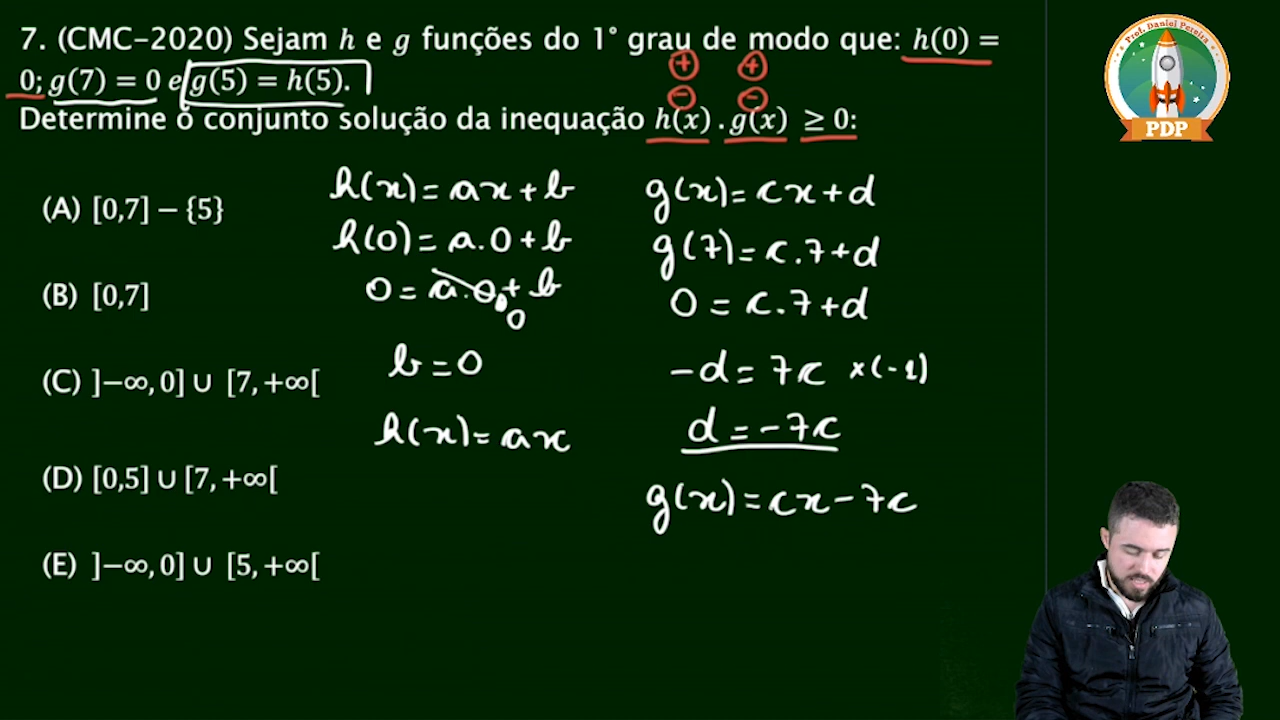 7. (CMC-2020) Sejam h e g funções do 1° grau de modo que: h(0) =
0; g(7) = 0 e g(5) = h(5).
+ +
- -
Determine o conjunto solução da inequação h(x) . g(x) ≥ 0:
(A) [0,7] − {5}
(B) [0,7]
(C) ]−∞, 0] ∪ [7, +∞[
(D) [0,5] ∪ [7, +∞[
(E) ]−∞, 0] ∪ [5, +∞[
h(x) = ax + b
h(0) = a.0 + b
0 = a.0 + b
0
b = 0
h(x) = ax
g(x) = cx + d
g(7) = c.7 + d
0 = c.7 + d
-d = 7c ×(-1)
d = -7c
g(x) = cx - 7c
Prof. Daniel Pereira
PDP